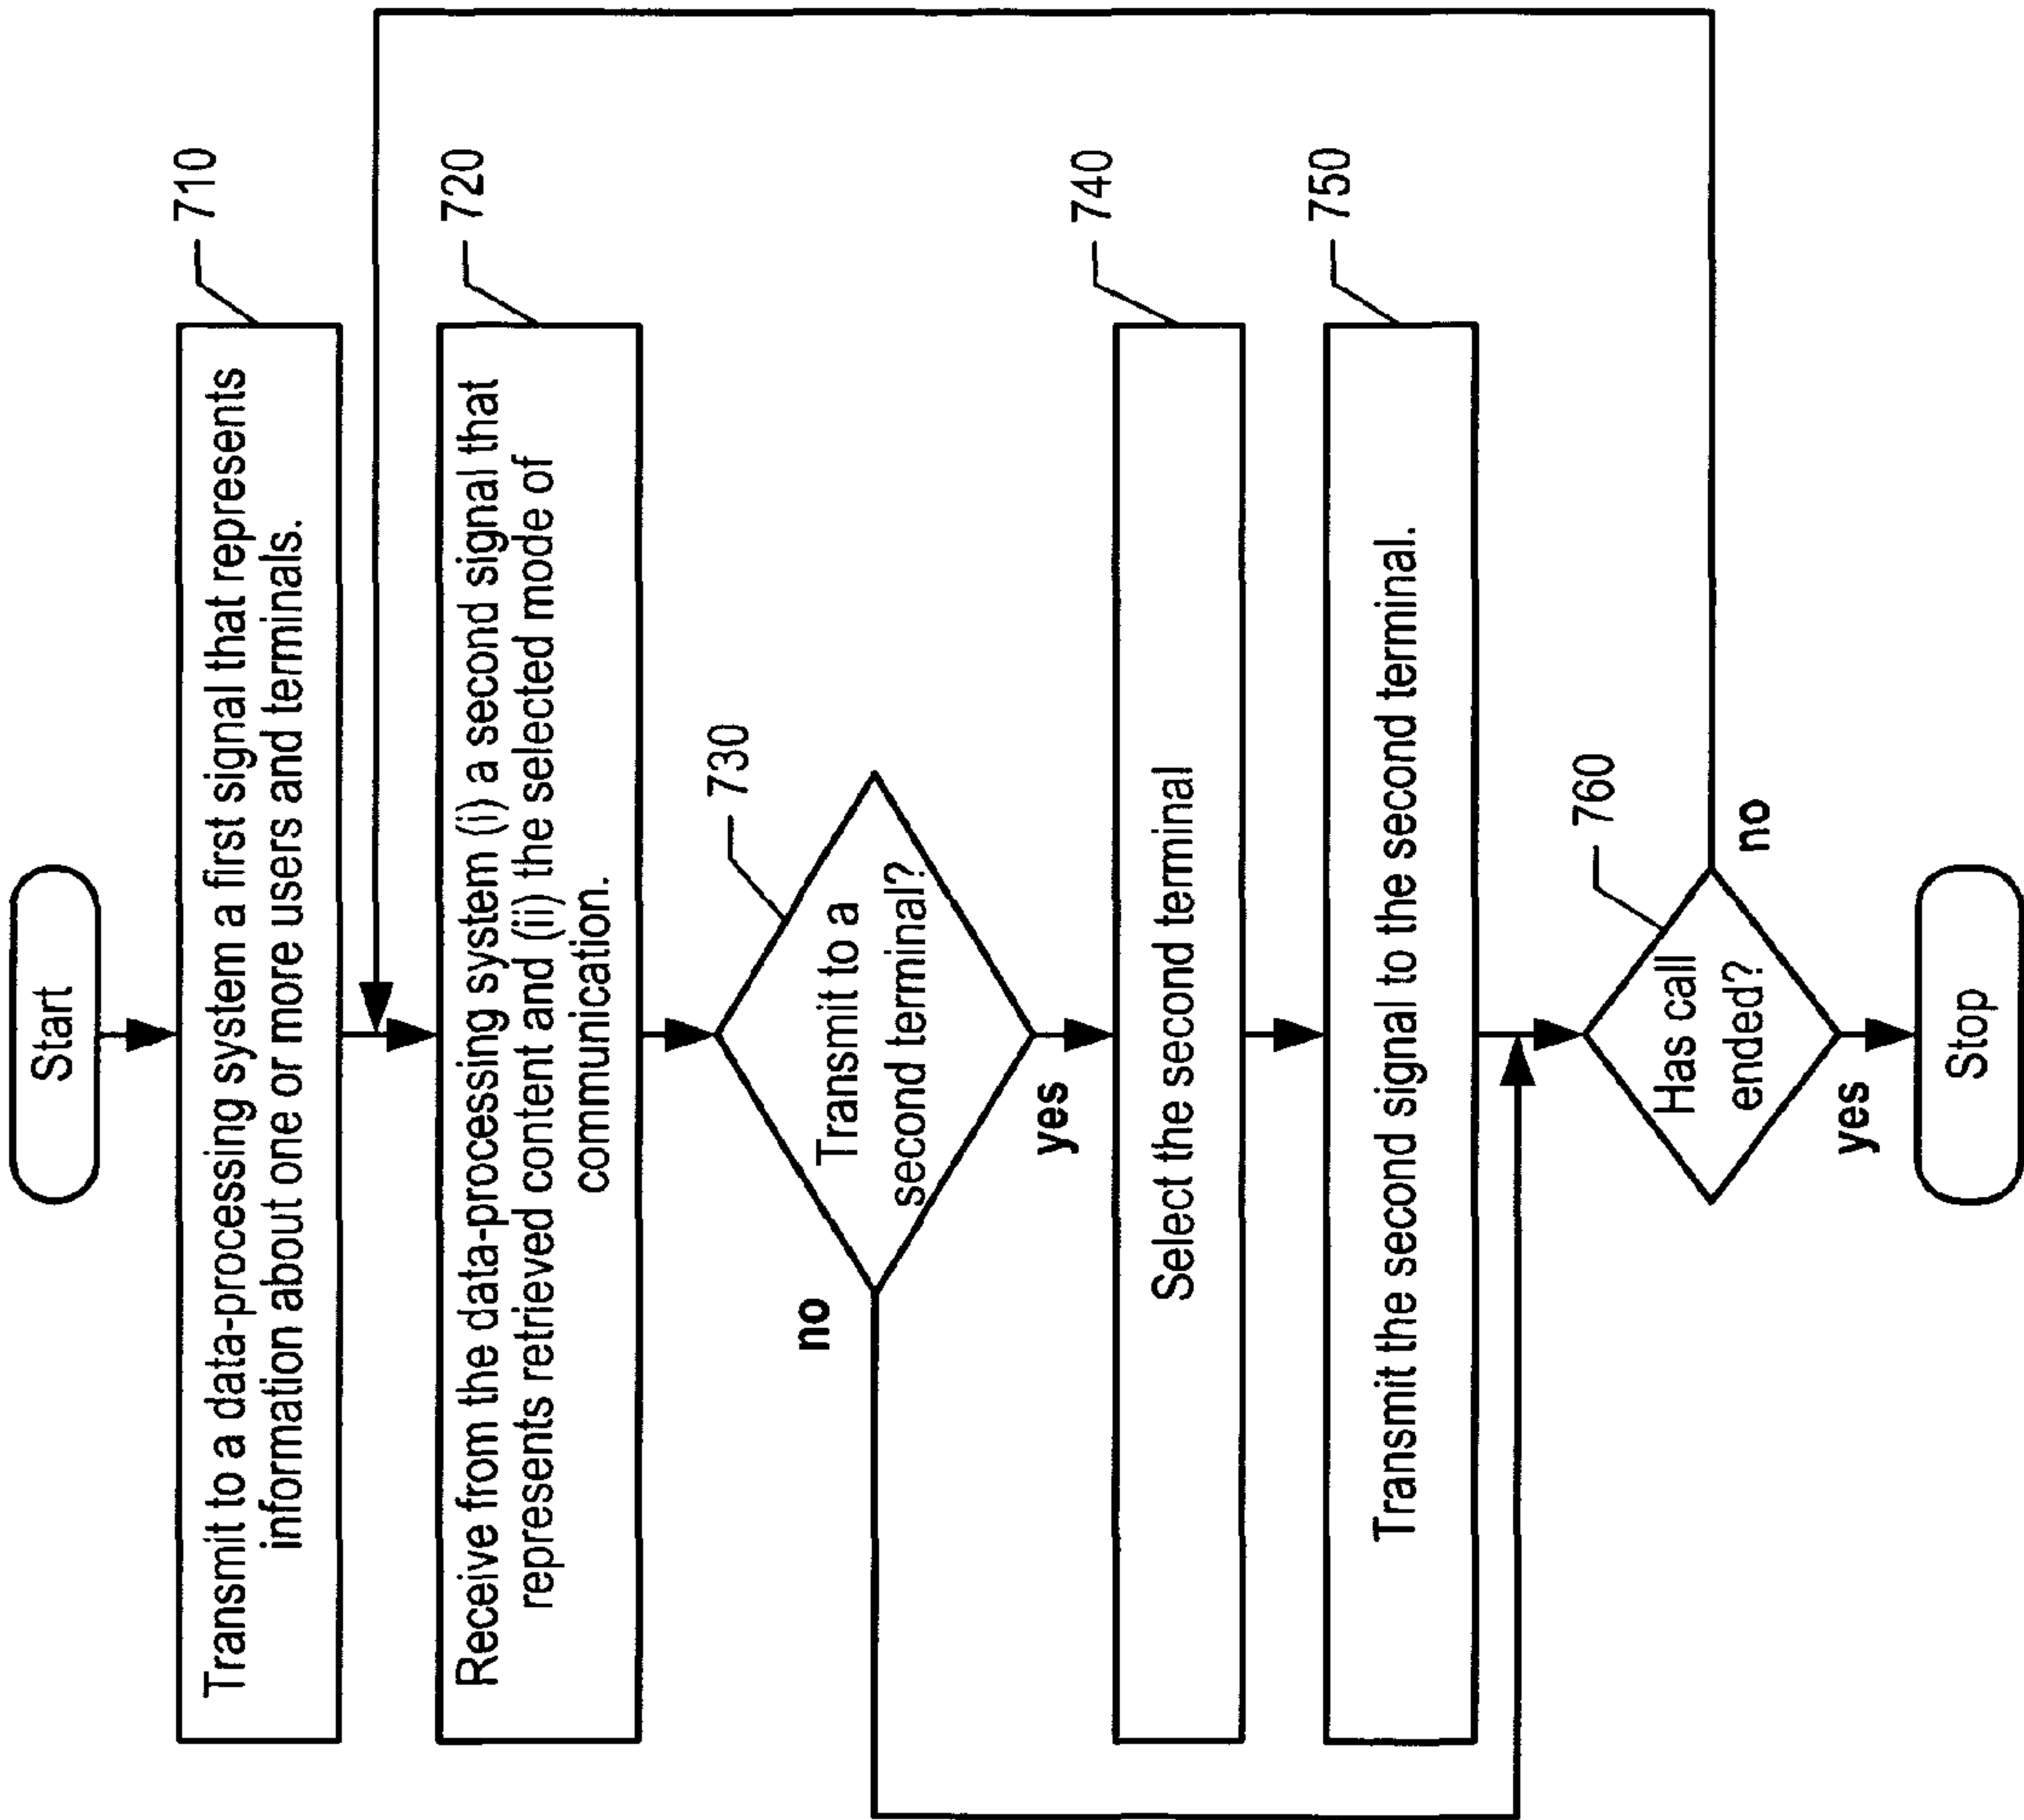 Start
710
Transmit to a data-processing system a first signal that represents
information about one or more users and terminals.
720
Receive from the data-processing system (i) a second signal that
represents retrieved content and (ii) the selected mode of
communication.
730
Transmit to a
second terminal?
no
yes
740
Select the second terminal
750
Transmit the second signal to the second terminal.
760
Has call
ended?
no
yes
Stop